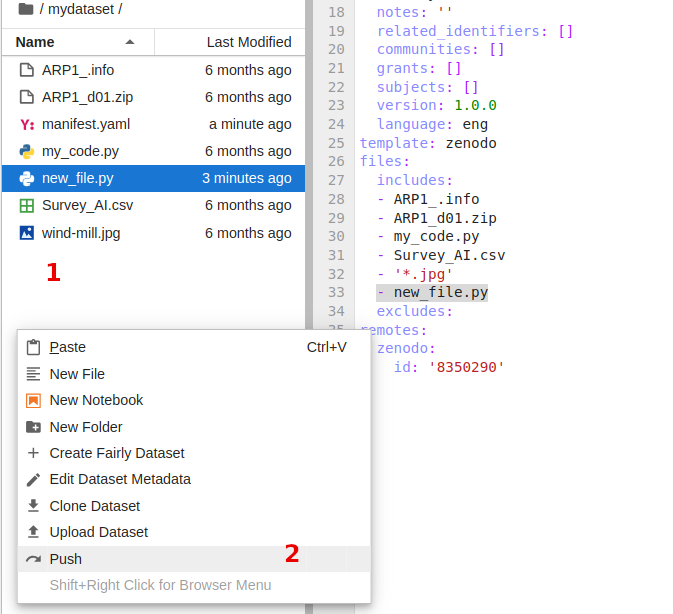 / mydataset /
Name Last Modified
ARP1_.info 6 months ago
ARP1_d01.zip 6 months ago
manifest.yaml a minute ago
my_code.py 6 months ago
new_file.py 3 minutes ago
Survey_AI.csv 6 months ago
wind-mill.jpg 6 months ago
1
Paste Ctrl+V
New File
New Notebook
New Folder
Create Fairly Dataset
Edit Dataset Metadata
Clone Dataset
Upload Dataset
Push 2
Shift+Right Click for Browser Menu
18 notes: ''
19 related_identifiers: []
20 communities: []
21 grants: []
22 subjects: []
23 version: 1.0.0
24 language: eng
25 template: zenodo
26 files:
27 includes:
28 - ARP1_.info
29 - ARP1_d01.zip
30 - my_code.py
31 - Survey_AI.csv
32 - '*.jpg'
33 - new_file.py
34 excludes:
35 remotes:
zenodo:
id: '8350290'